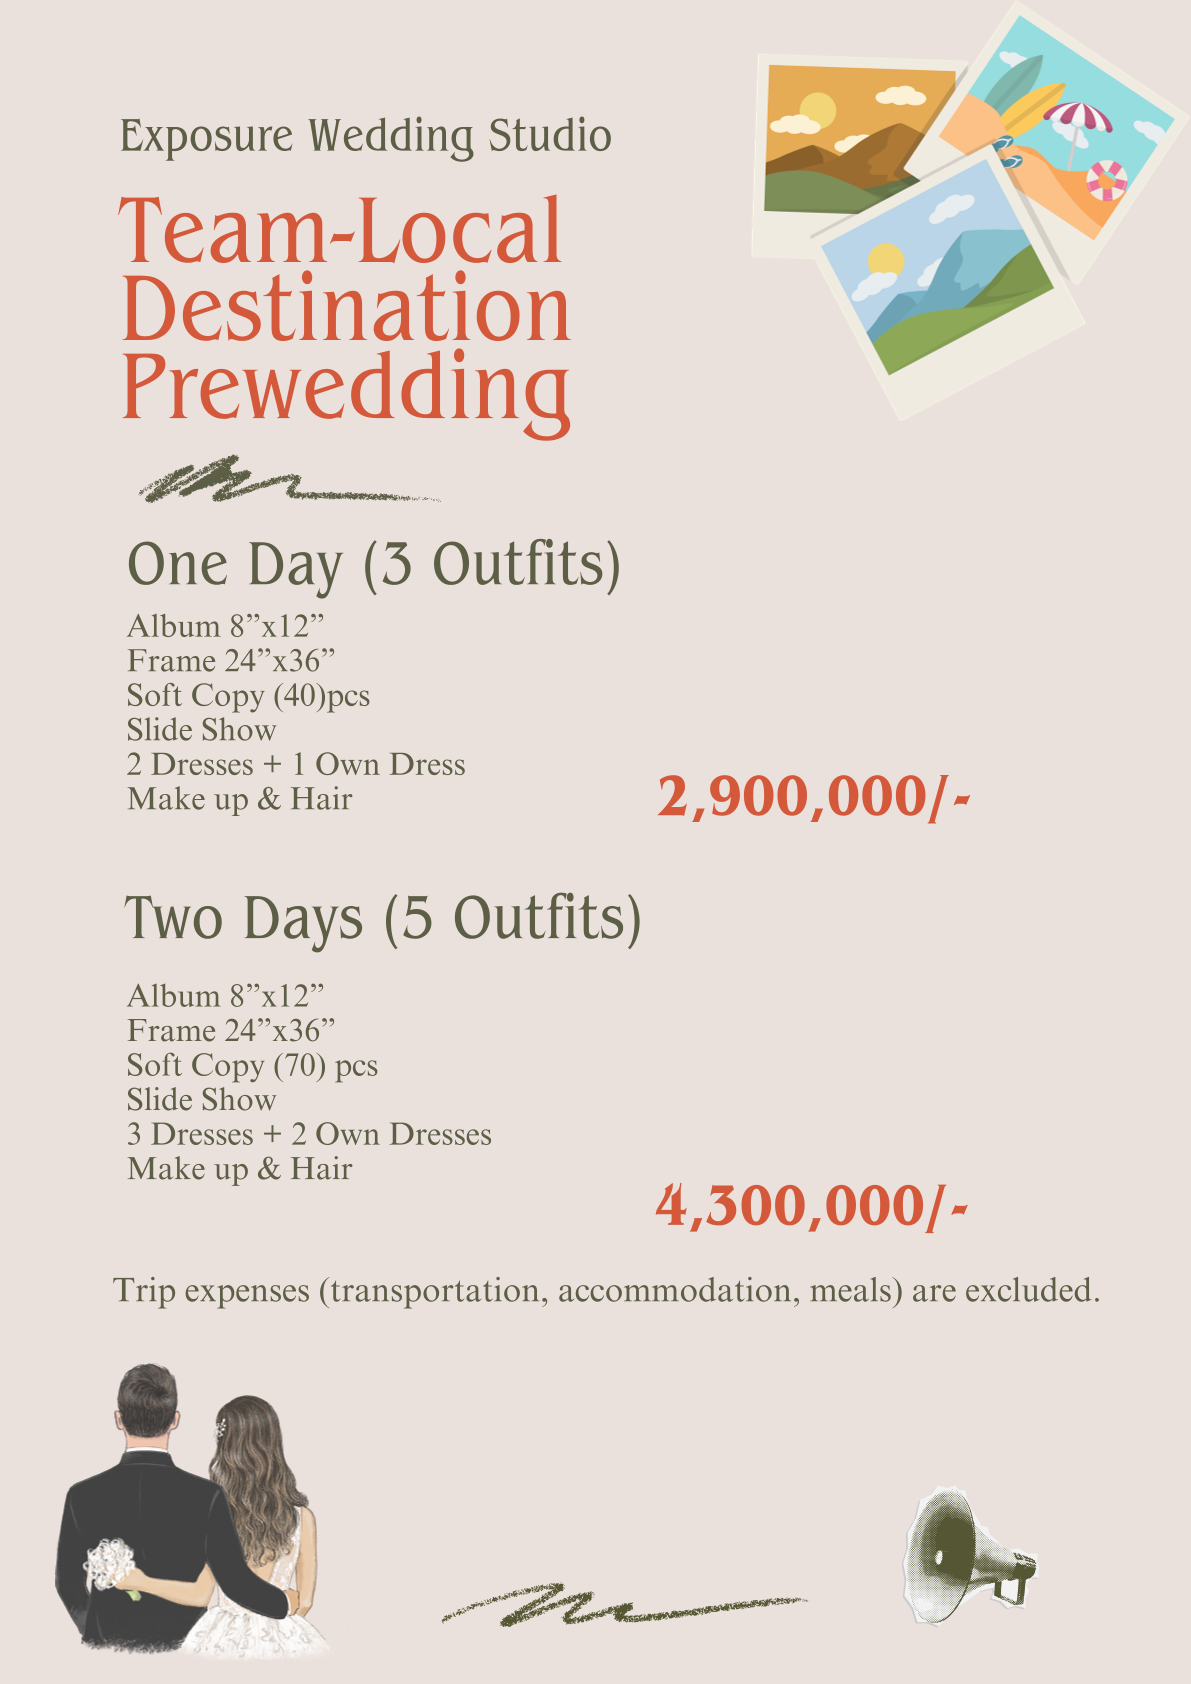 Exposure Wedding Studio
Team-Local
Destination
Prewedding
One Day (3 Outfits)
Album 8”x12”
Frame 24”x36”
Soft Copy (40)pcs
Slide Show
2 Dresses + 1 Own Dress
Make up & Hair
2,900,000/-
Two Days (5 Outfits)
Album 8”x12”
Frame 24”x36”
Soft Copy (70) pcs
Slide Show
3 Dresses + 2 Own Dresses
Make up & Hair
4,300,000/-
Trip expenses (transportation, accommodation, meals) are excluded.